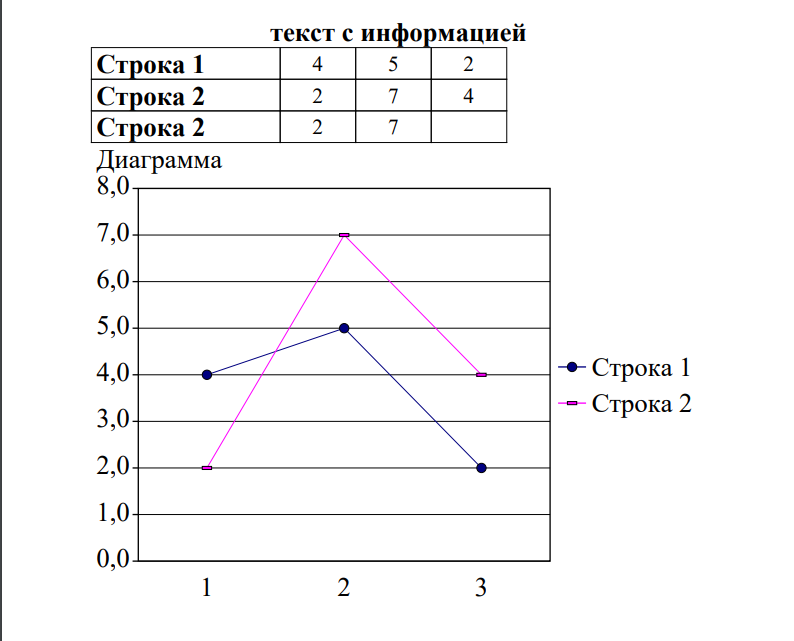 текст с информацией
Строка 1 4 5 2
Строка 2 2 7 4
Строка 2 2 7
Диаграмма
8,0
7,0
6,0
5,0
4,0
3,0
2,0
1,0
0,0
1 2 3
Строка 1
Строка 2